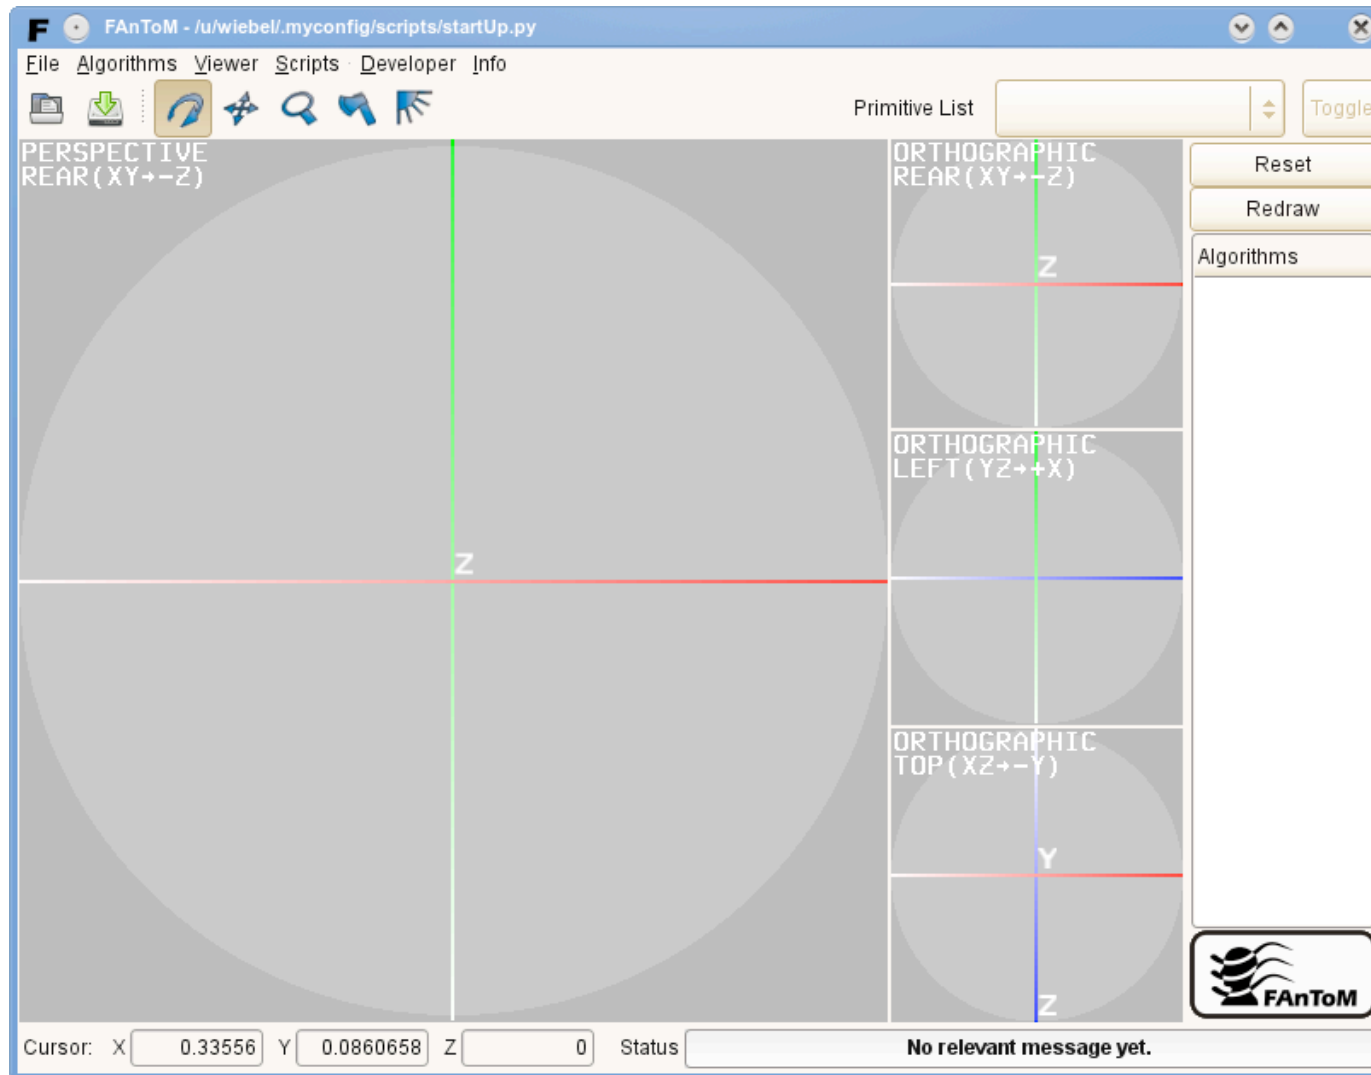 FAnToM - /u/wiebel/.myconfig/scripts/startUp.py
File Algorithms Viewer Scripts Developer Info
Primitive List Toggle
PERSPECTIVE
REAR(XY→-Z)
Z
ORTHOGRAPHIC
REAR(XY→-Z)
Z
ORTHOGRAPHIC
LEFT(YZ→+X)
ORTHOGRAPHIC
TOP(XZ→-Y)
Y
Z
Reset
Redraw
Algorithms
FAnToM
Cursor: X 0.33556 Y 0.0860658 Z 0 Status No relevant message yet.